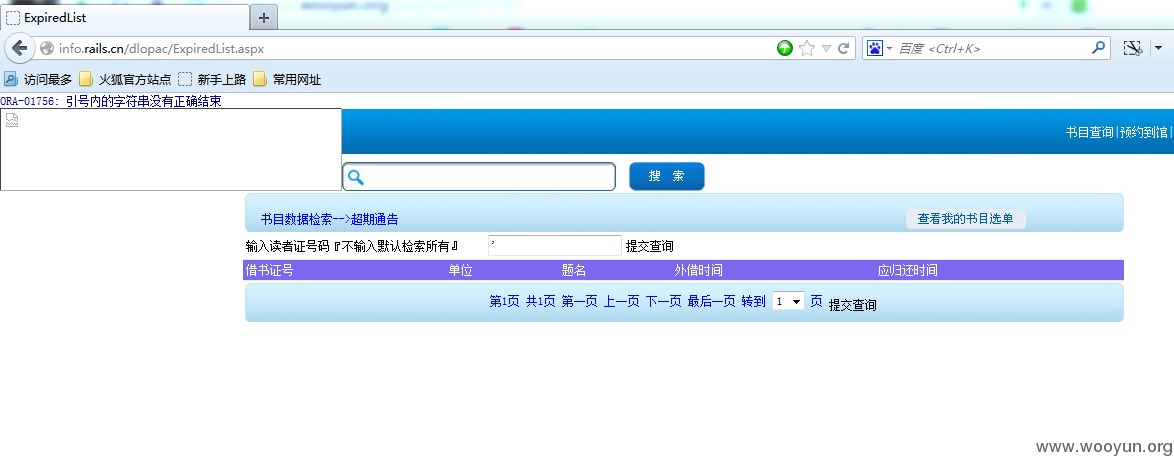 ExpiredList
info.rails.cn/dlopac/ExpiredList.aspx
百度 <Ctrl+K>
访问最多 火狐官方站点 新手上路 常用网址
ORA-01756: 引号内的字符串没有正确结束
书目查询|预约到馆|
搜 索
书目数据检索-->超期通告 查看我的书目选单
输入读者证号码『不输入默认检索所有』 ' 提交查询
借书证号 单位 题名 外借时间 应归还时间
第1页 共1页 第一页 上一页 下一页 最后一页 转到 1 页 提交查询
www.wooyun.org